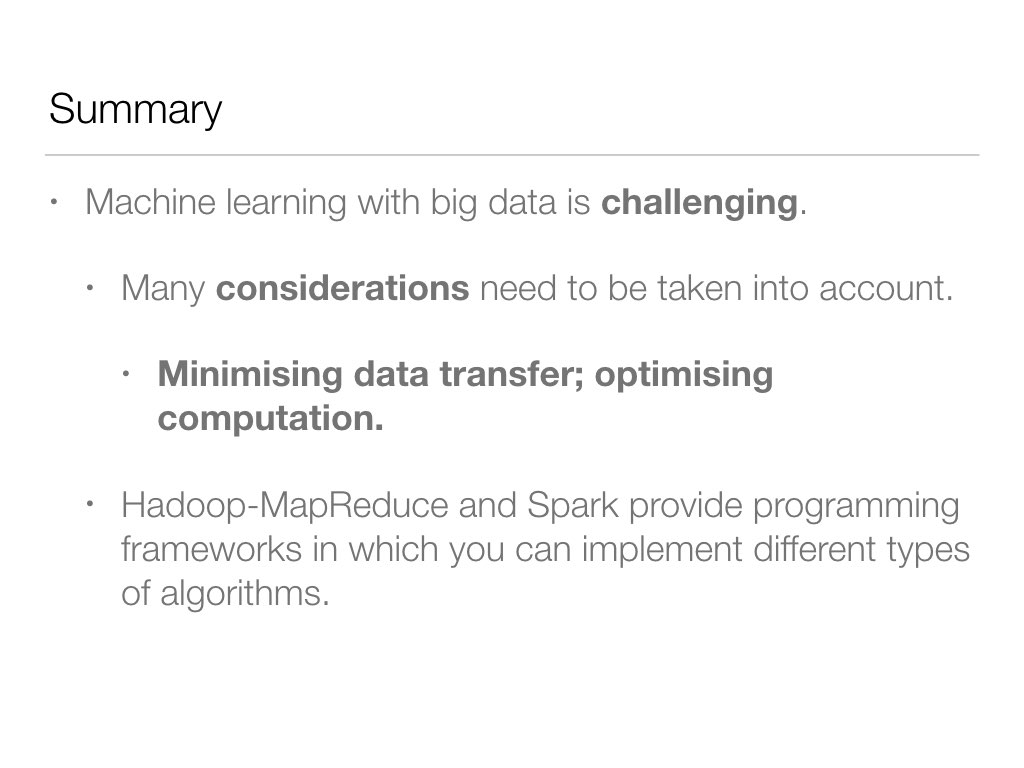 Summary
• Machine learning with big data is challenging.
• Many considerations need to be taken into account.
• Minimising data transfer; optimising
computation.
• Hadoop-MapReduce and Spark provide programming
frameworks in which you can implement different types
of algorithms.